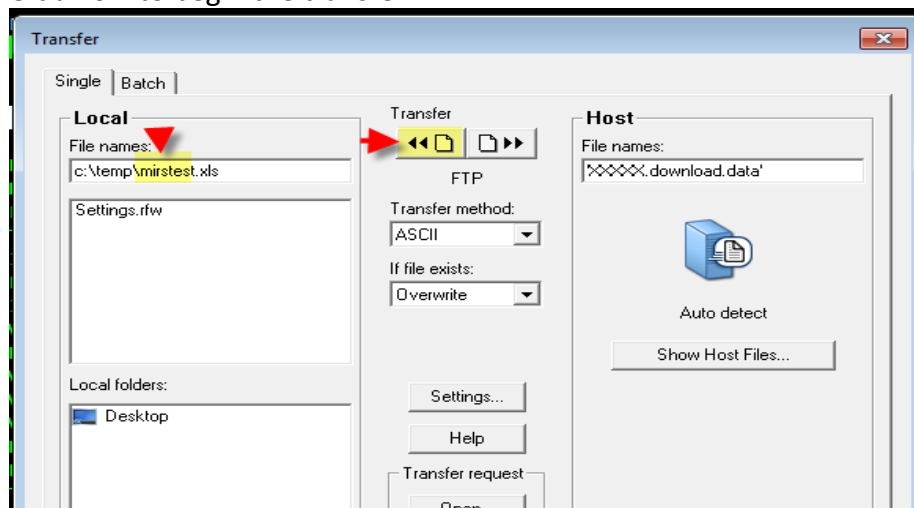 Transfer
Single
Batch
Local
File names:
c:\temp\mirstest.xls
Settings.rfw
Local folders:
Desktop
Transfer
FTP
Transfer method:
ASCII
If file exists:
Overwrite
Settings...
Help
Transfer request
Host
File names:
'XXXXX.download.data'
Auto detect
Show Host Files...